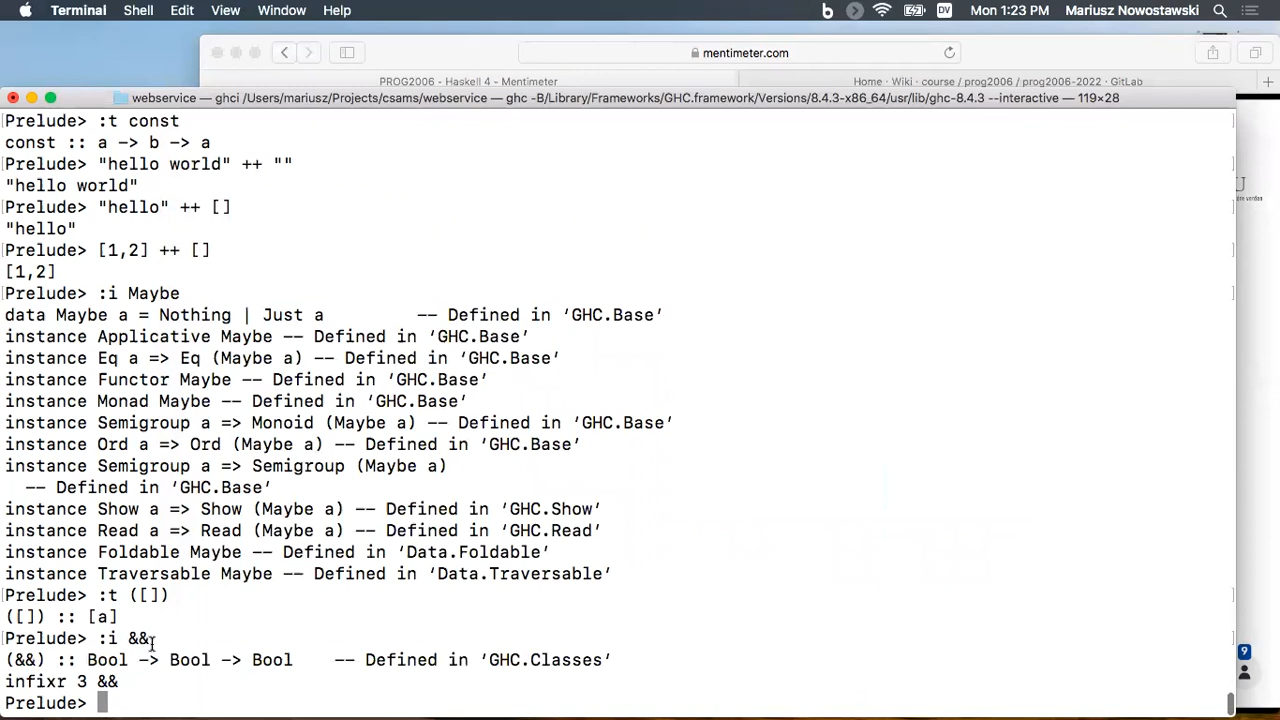 Terminal Shell Edit View Window Help DV Mon 1:23 PM Mariusz Nowostawski
mentimeter.com
PROG2006 - Haskell 4 - Mentimeter Home · Wiki · course / prog2006 / prog2006-2022 · GitLab
webservice — ghci /Users/mariusz/Projects/csams/webservice — ghc -B/Library/Frameworks/GHC.framework/Versions/8.4.3-x86_64/usr/lib/ghc-8.4.3 --interactive — 119×28
Prelude> :t const
const :: a -> b -> a
Prelude> "hello world" ++ ""
"hello world"
Prelude> "hello" ++ []
"hello"
Prelude> [1,2] ++ []
[1,2]
Prelude> :i Maybe
data Maybe a = Nothing | Just a -- Defined in ‘GHC.Base’
instance Applicative Maybe -- Defined in ‘GHC.Base’
instance Eq a => Eq (Maybe a) -- Defined in ‘GHC.Base’
instance Functor Maybe -- Defined in ‘GHC.Base’
instance Monad Maybe -- Defined in ‘GHC.Base’
instance Semigroup a => Monoid (Maybe a) -- Defined in ‘GHC.Base’
instance Ord a => Ord (Maybe a) -- Defined in ‘GHC.Base’
instance Semigroup a => Semigroup (Maybe a)
-- Defined in ‘GHC.Base’
instance Show a => Show (Maybe a) -- Defined in ‘GHC.Show’
instance Read a => Read (Maybe a) -- Defined in ‘GHC.Read’
instance Foldable Maybe -- Defined in ‘Data.Foldable’
instance Traversable Maybe -- Defined in ‘Data.Traversable’
Prelude> :t ([])
([]) :: [a]
Prelude> :i &&
(&&) :: Bool -> Bool -> Bool -- Defined in ‘GHC.Classes’
infixr 3 &&
Prelude>
9